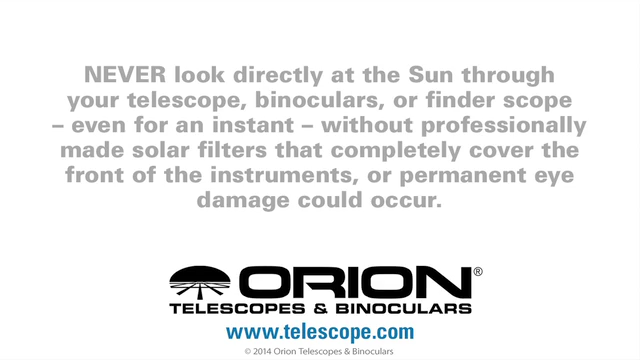 NEVER look directly at the Sun through
your telescope, binoculars, or finder scope
– even for an instant – without professionally
made solar filters that completely cover the
front of the instruments, or permanent eye
damage could occur.
ORION®
TELESCOPES & BINOCULARS
www.telescope.com
© 2014 Orion Telescopes & Binoculars